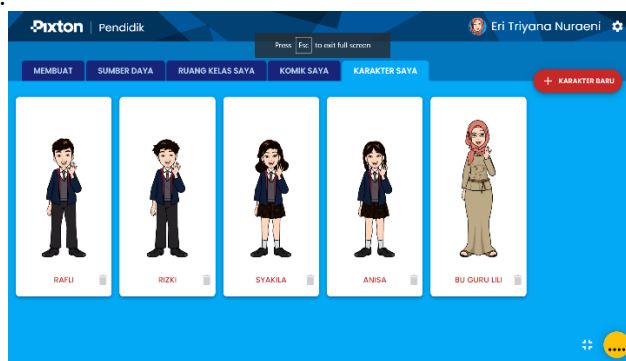 Pixton | Pendidik
Eri Triyana Nuraeni
Press Esc to exit full screen
MEMBUAT
SUMBER DAYA
RUANG KELAS SAYA
KOMIK SAYA
KARAKTER SAYA
+ KARAKTER BARU
RAFLI
RIZKI
SYAKILA
ANISA
BU GURU LILI